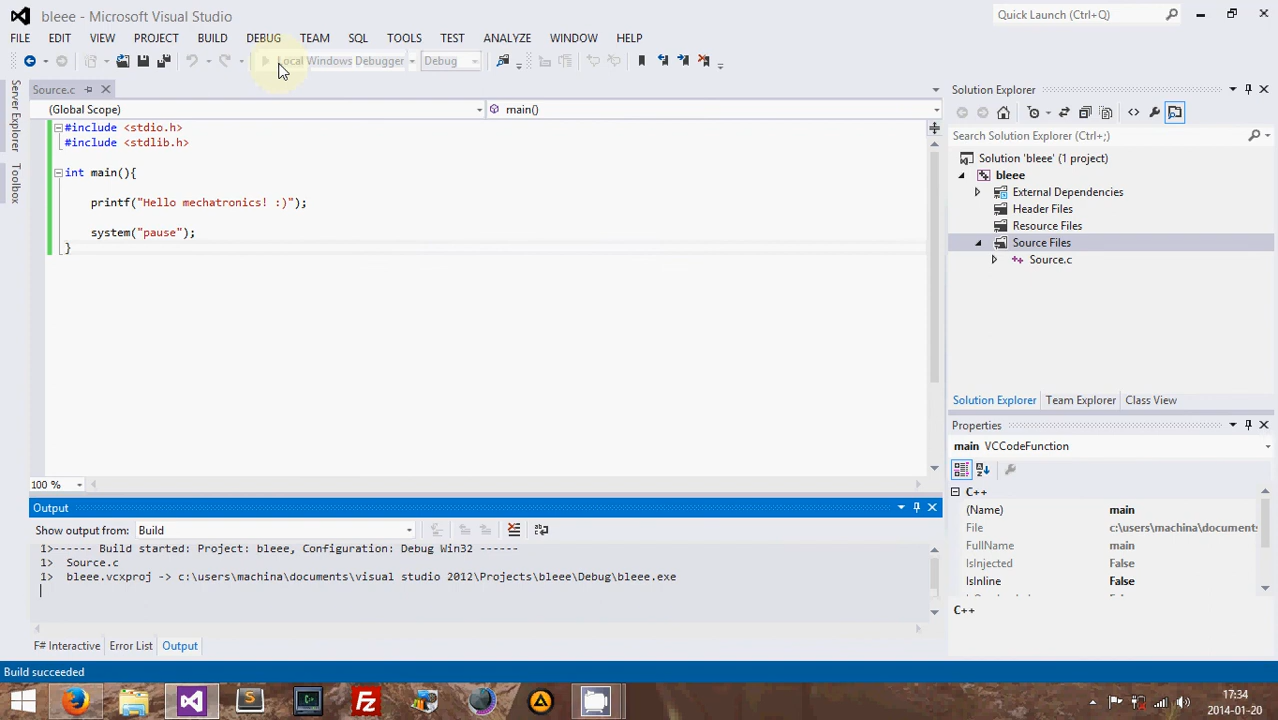 bleee - Microsoft Visual Studio
Quick Launch (Ctrl+Q)
FILE EDIT VIEW PROJECT BUILD DEBUG TEAM SQL TOOLS TEST ANALYZE WINDOW HELP
Local Windows Debugger Debug
Server Explorer
Toolbox
Source.c
(Global Scope) main()
#include <stdio.h>
#include <stdlib.h>
int main(){
printf("Hello mechatronics! :)");
system("pause");
}
100 %
Solution Explorer
Search Solution Explorer (Ctrl+;)
Solution 'bleee' (1 project)
bleee
External Dependencies
Header Files
Resource Files
Source Files
Source.c
Solution Explorer Team Explorer Class View
Properties
main VCCodeFunction
C++
(Name) main
File c:\users\machina\documents
FullName main
IsInjected False
IsInline False
C++
Output
Show output from: Build
1>------ Build started: Project: bleee, Configuration: Debug Win32 ------
1> Source.c
1> bleee.vcxproj -> c:\users\machina\documents\visual studio 2012\Projects\bleee\Debug\bleee.exe
F# Interactive Error List Output
Build succeeded
17:34
2014-01-20